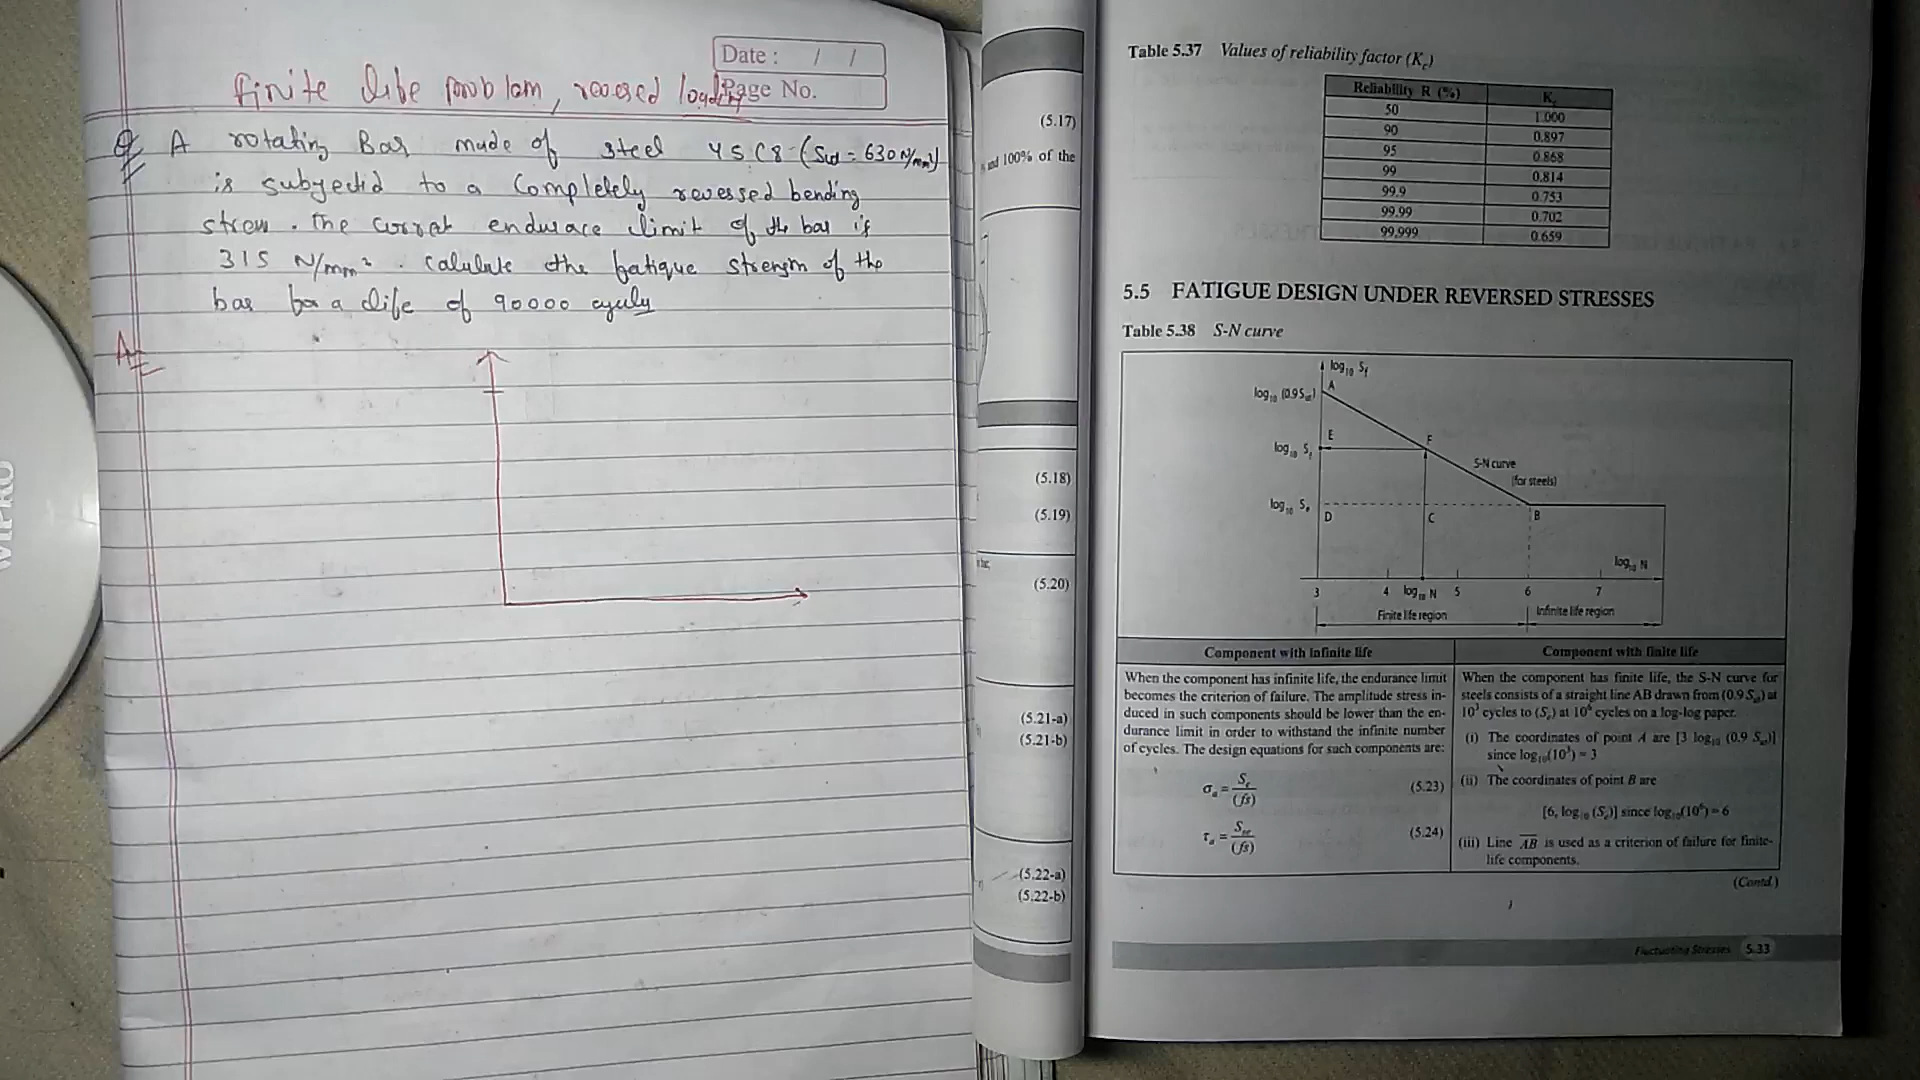 Date : / /
Page No.
finite life problem, reversed loading
Q A rotating Bar made of steel 45C8 (Sut = 630 N/mm²)
is subjected to a completely reversed bending
stress. The corrret endurace limit of the bar is
315 N/mm². Calulate the fatique strength of the
bar for a life of 90000 cycles
A
WIPRO
(5.17)
and 100% of the
(5.18)
(5.19)
(5.20)
(5.21-a)
(5.21-b)
(5.22-a)
(5.22-b)
Table 5.37 Values of reliability factor (Kc)
Reliability R (%) Kc
50 1.000
90 0.897
95 0.868
99 0.814
99.9 0.753
99.99 0.702
99.999 0.659
5.5 FATIGUE DESIGN UNDER REVERSED STRESSES
Table 5.38 S-N curve
log10 Sf
log10 (0.9Sut) A
log10 Sf E F
S-N curve
(for steels)
log10 Se D C B
log10 N
3 4 log10 N 5 6 7
Finite life region Infinite life region
Component with infinite life
When the component has infinite life, the endurance limit
becomes the criterion of failure. The amplitude stress in-
duced in such components should be lower than the en-
durance limit in order to withstand the infinite number
of cycles. The design equations for such components are:
σa = Se/(fs) (5.23)
τa = Sse/(fs) (5.24)
Component with finite life
When the component has finite life, the S-N curve for
steels consists of a straight line AB drawn from (0.9 Sut) at
10³ cycles to (Se) at 10⁶ cycles on a log-log paper.
(i) The coordinates of point A are [3 log10 (0.9 Sut)]
since log10(10³) = 3
(ii) The coordinates of point B are
[6, log10 (Se)] since log10(10⁶) = 6
(iii) Line AB is used as a criterion of failure for finite-
life components.
(Contd.)
Fluctuating Stresses 5.33